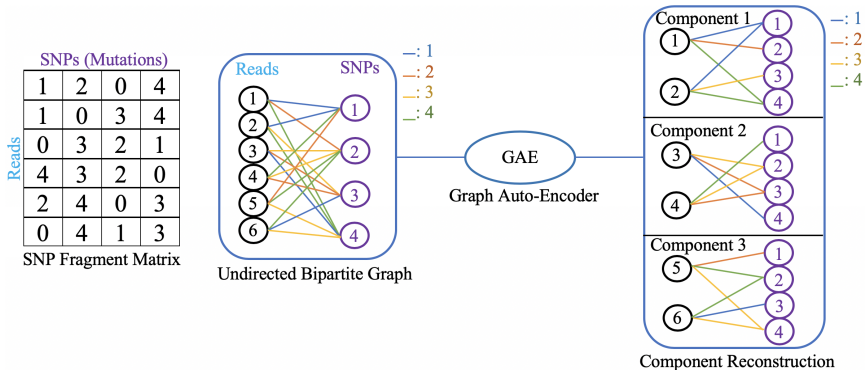 SNPs (Mutations)
Reads
1 2 0 4
1 0 3 4
0 3 2 1
4 3 2 0
2 4 0 3
0 4 1 3
SNP Fragment Matrix
Reads SNPs
1
2
3
4
5
6
1
2
3
4
Undirected Bipartite Graph
: 1
: 2
: 3
: 4
GAE
Graph Auto-Encoder
Component 1
1
2
1
2
3
4
Component 2
3
4
1
2
3
4
Component 3
5
6
1
2
3
4
Component Reconstruction
: 1
: 2
: 3
: 4